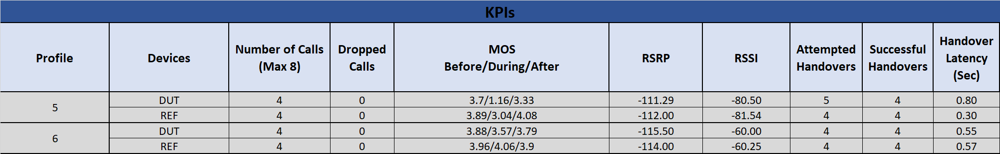 KPIs
Profile Devices Number of Calls (Max 8) Dropped Calls MOS Before/During/After RSRP RSSI Attempted Handovers Successful Handovers Handover Latency (Sec)
5 DUT 4 0 3.7/1.16/3.33 -111.29 -80.50 5 4 0.80
REF 4 0 3.89/3.04/4.08 -112.00 -81.54 4 4 0.30
6 DUT 4 0 3.88/3.57/3.79 -115.50 -60.00 4 4 0.55
REF 4 0 3.96/4.06/3.9 -114.00 -60.25 4 4 0.57